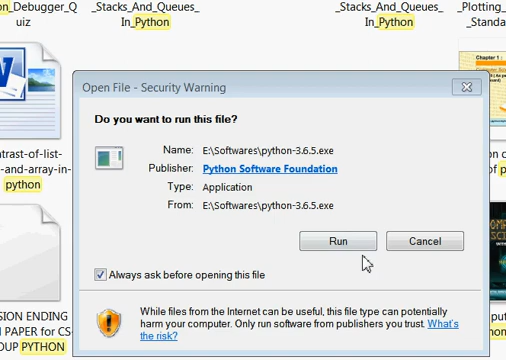 on_Debugger_Q
uiz
_Stacks_And_Queues_
In_Python
_Stacks_And_Queues_
In_Python
_Plotting_
_Standa
Open File - Security Warning
Do you want to run this file?
Name: E:\Softwares\python-3.6.5.exe
Publisher: Python Software Foundation
Type: Application
From: E:\Softwares\python-3.6.5.exe
Run Cancel
Always ask before opening this file
While files from the Internet can be useful, this file type can potentially
harm your computer. Only run software from publishers you trust. What's
the risk?
ntrast-of-list-
-and-array-in-
python
SION ENDING
PAPER for CS-
OUP PYTHON
Chapter 1 :